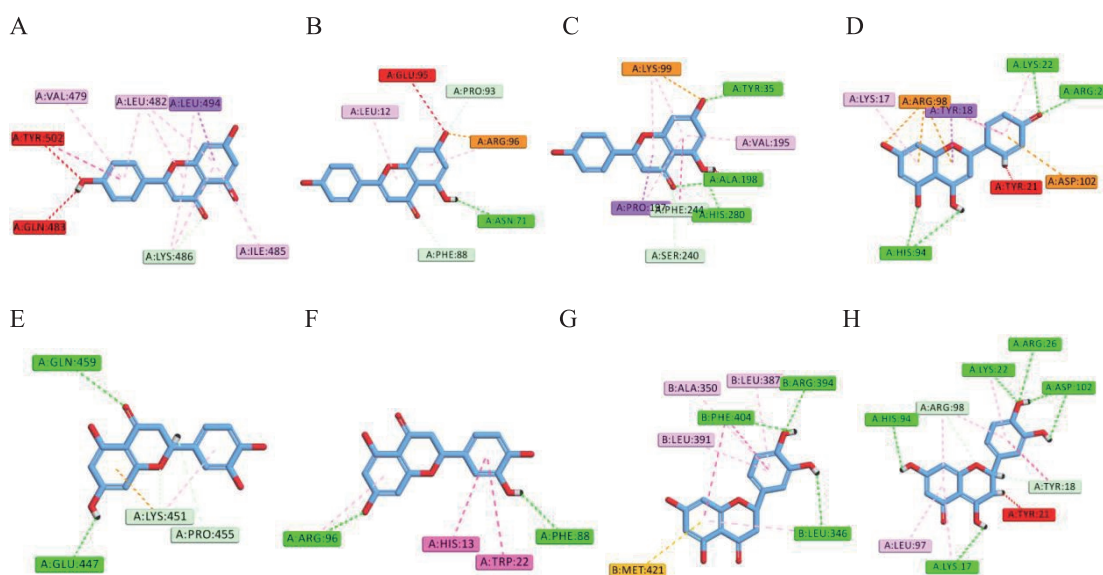 A
B
C
D
A:VAL:479
A:LEU:482
A:LEU:494
A:TYR:502
A:GLN:483
A:LYS:486
A:ILE:485
A:GLU:95
A:PRO:93
A:LEU:12
A:ARG:96
A:ASN:71
A:PHE:88
A:LYS:99
A:TYR:35
A:VAL:195
A:ALA:198
A:PRO:197
A:PHE:244
A:HIS:280
A:SER:240
A:LYS:22
A:LYS:17
A:ARG:98
A:ARG:2
A:TYR:18
A:TYR:21
A:ASP:102
A:HIS:94
E
F
G
H
A:GLN:459
A:LYS:451
A:PRO:455
A:GLU:447
A:ARG:96
A:HIS:13
A:TRP:22
A:PHE:88
B:LEU:387
B:ALA:350
B:ARG:394
B:PHE:404
B:LEU:391
B:LEU:346
B:MET:421
A:ARG:26
A:LYS:22
A:ASP:102
A:ARG:98
A:HIS:94
A:TYR:18
A:TYR:21
A:LEU:97
A:LYS:17